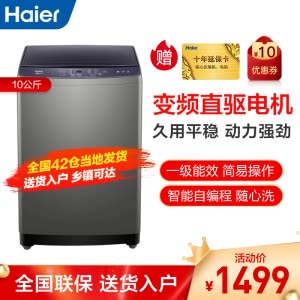 Haier
10公斤
赠
Haier
十年延保卡
¥10
优惠券
变频直驱电机
久用平稳 动力强劲
全国42仓当地发货
送货入户 乡镇可达
一级能效 简易操作
智能自编程 随心洗
全国联保 送货入户
活动价
¥1499